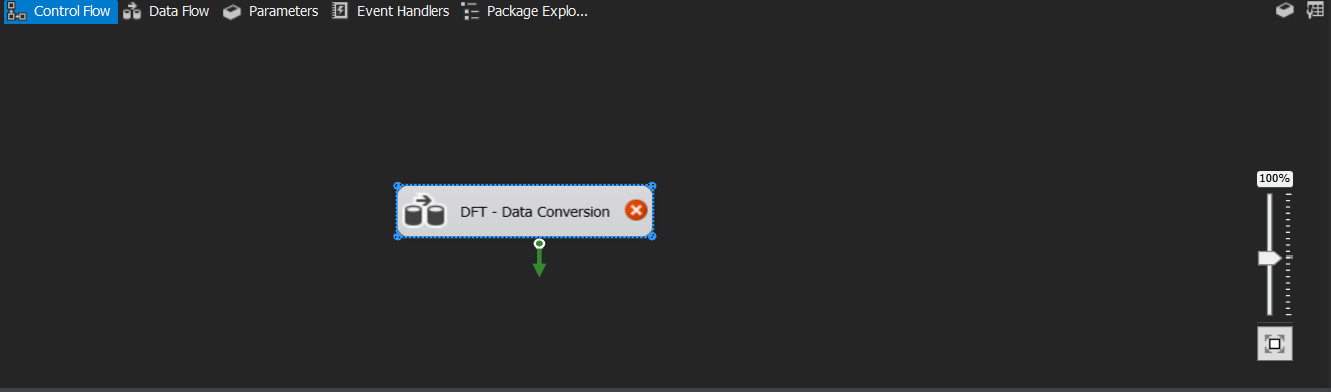 Control Flow Data Flow Parameters Event Handlers Package Explo...
100%
DFT - Data Conversion